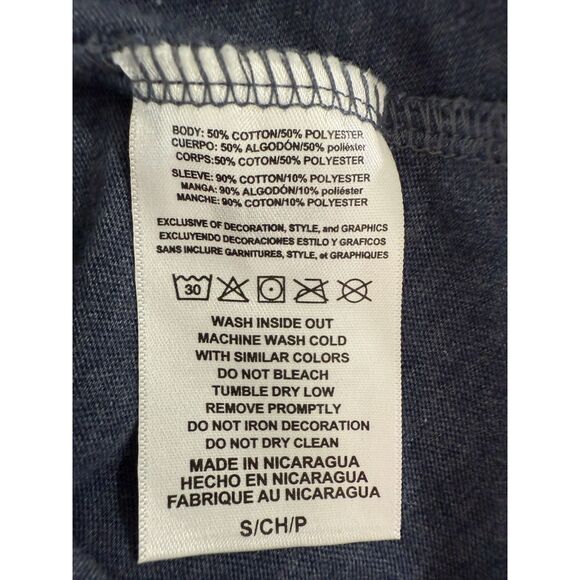 BODY: 50% COTTON/50% POLYESTER
CUERPO: 50% ALGODÓN/50% poliéster
CORPS: 50% COTON/50% POLYESTER
SLEEVE: 90% COTTON/10% POLYESTER
MANGA: 90% ALGODÓN/10% poliéster
MANCHE: 90% COTON/10% POLYESTER
EXCLUSIVE OF DECORATION, STYLE, and GRAPHICS
EXCLUYENDO DECORACIONES ESTILO Y GRAFICOS
SANS INCLURE GARNITURES, STYLE, et GRAPHIQUES
30
WASH INSIDE OUT
MACHINE WASH COLD
WITH SIMILAR COLORS
DO NOT BLEACH
TUMBLE DRY LOW
REMOVE PROMPTLY
DO NOT IRON DECORATION
DO NOT DRY CLEAN
MADE IN NICARAGUA
HECHO EN NICARAGUA
FABRIQUE AU NICARAGUA
S/CH/P